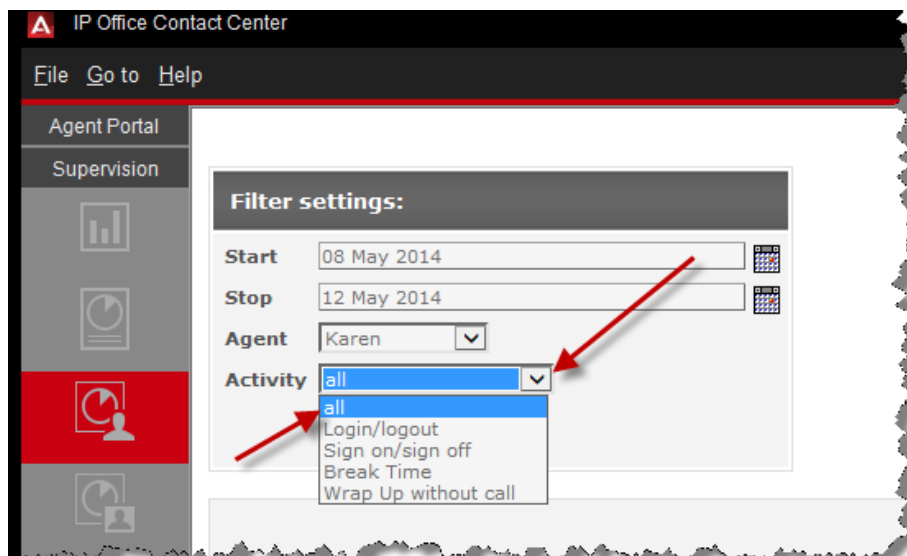 IP Office Contact Center
File Go to Help
Agent Portal
Supervision
Filter settings:
Start 08 May 2014
Stop 12 May 2014
Agent Karen
Activity all
all
Login/logout
Sign on/sign off
Break Time
Wrap Up without call